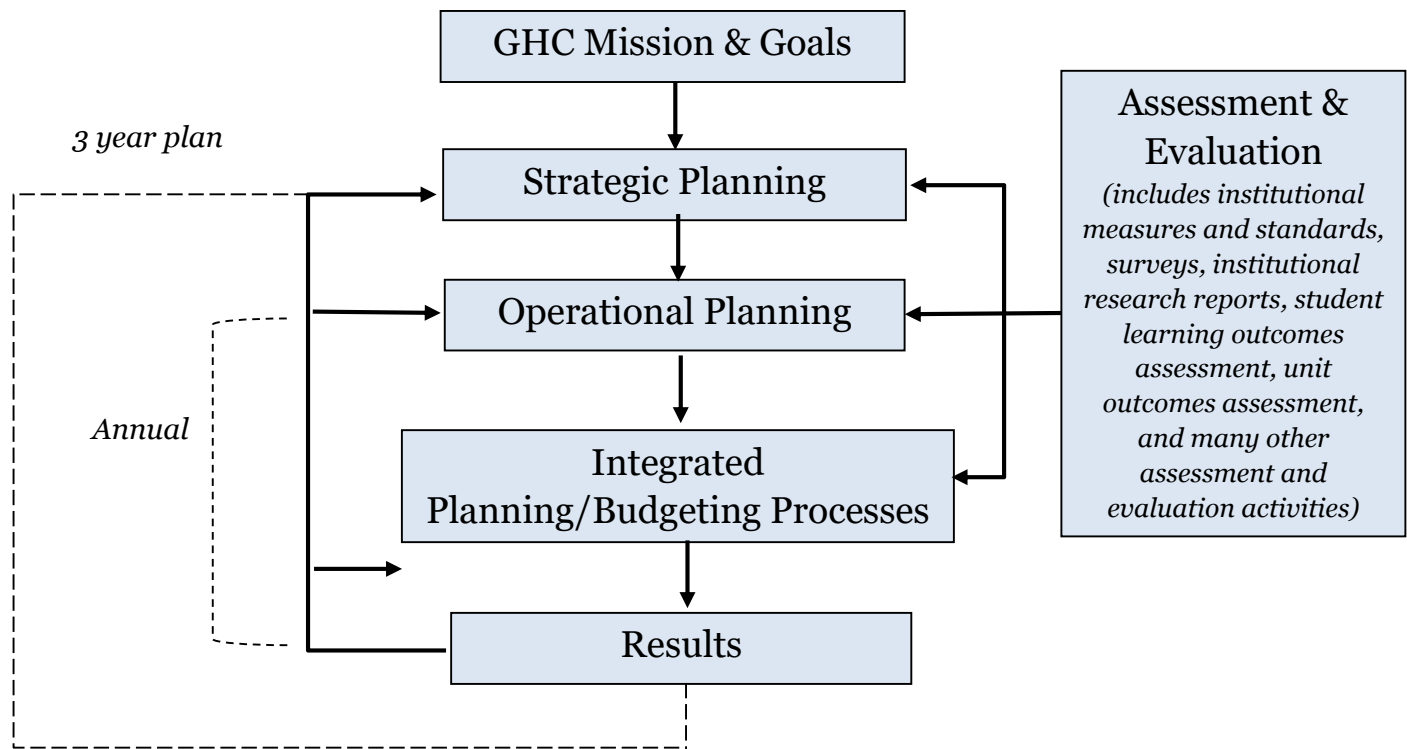 GHC Mission & Goals
3 year plan
Strategic Planning
Operational Planning
Annual
Integrated
Planning/Budgeting Processes
Results
Assessment &
Evaluation
(includes institutional
measures and standards,
surveys, institutional
research reports, student
learning outcomes
assessment, unit
outcomes assessment,
and many other
assessment and
evaluation activities)